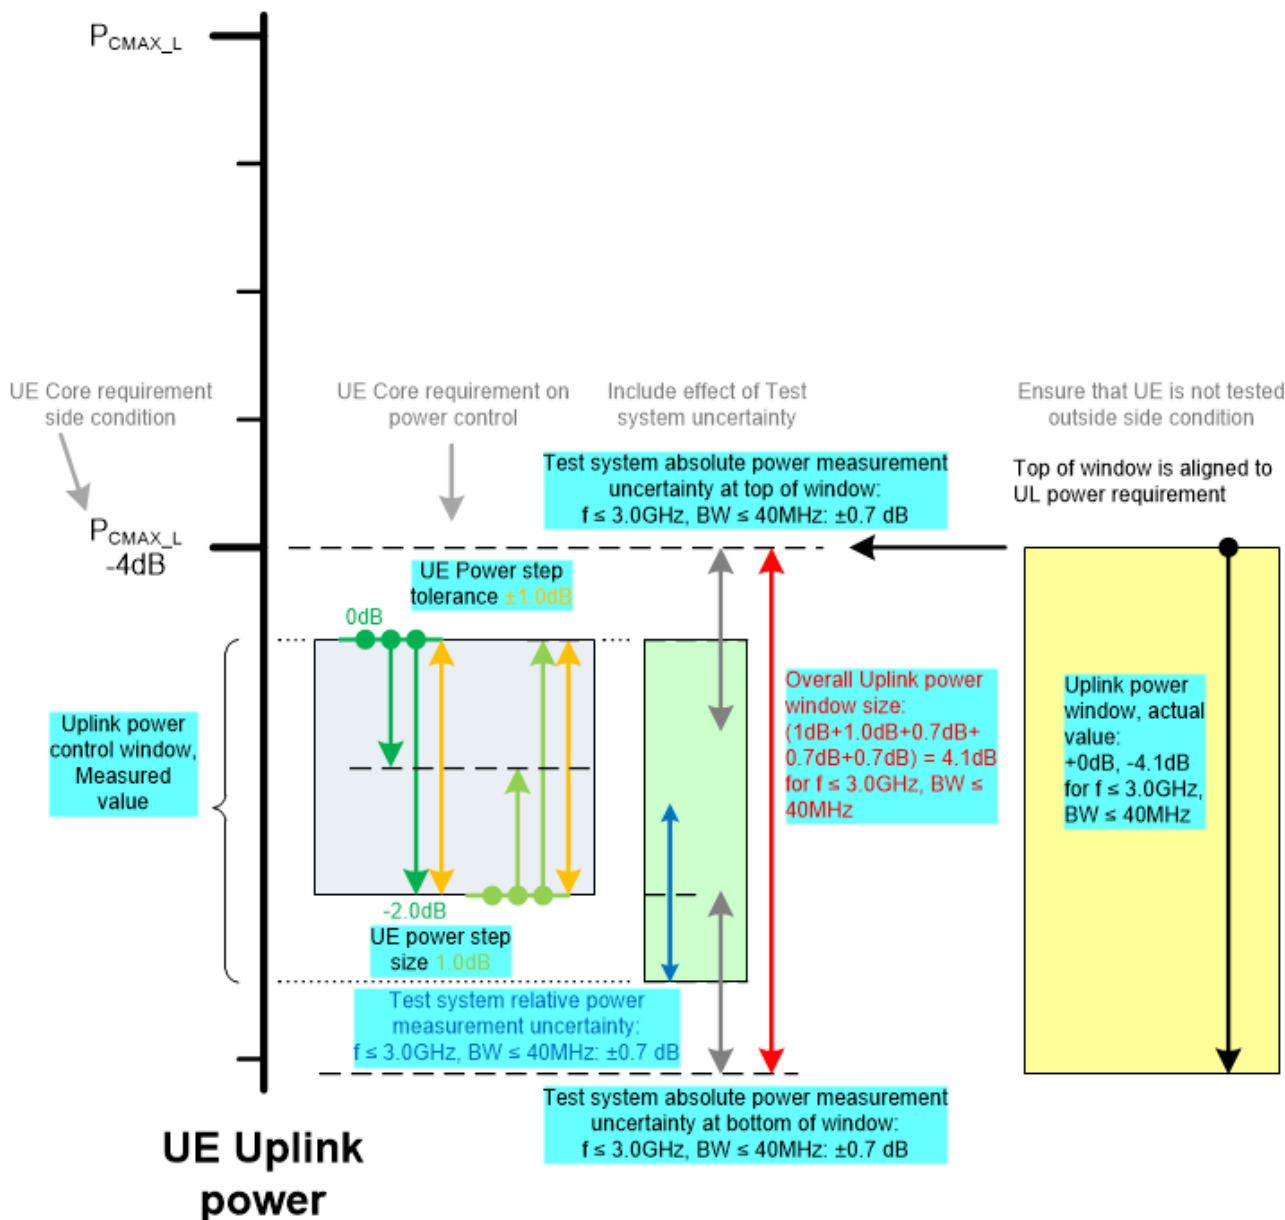 PCMAX_L
UE Core requirement
side condition
UE Core requirement on
power control
Include effect of Test
system uncertainty
Ensure that UE is not tested
outside side condition
Test system absolute power measurement
uncertainty at top of window:
f ≤ 3.0GHz, BW ≤ 40MHz: ±0.7 dB
Top of window is aligned to
UL power requirement
PCMAX_L
-4dB
UE Power step
tolerance ±1.0dB
0dB
Uplink power
control window,
Measured
value
Overall Uplink power
window size:
(1dB+1.0dB+0.7dB+
0.7dB+0.7dB) = 4.1dB
for f ≤ 3.0GHz, BW ≤
40MHz
Uplink power
window, actual
value:
+0dB, -4.1dB
for f ≤ 3.0GHz,
BW ≤ 40MHz
-2.0dB
UE power step
size 1.0dB
Test system relative power
measurement uncertainty:
f ≤ 3.0GHz, BW ≤ 40MHz: ±0.7 dB
Test system absolute power measurement
uncertainty at bottom of window:
f ≤ 3.0GHz, BW ≤ 40MHz: ±0.7 dB
UE Uplink
power